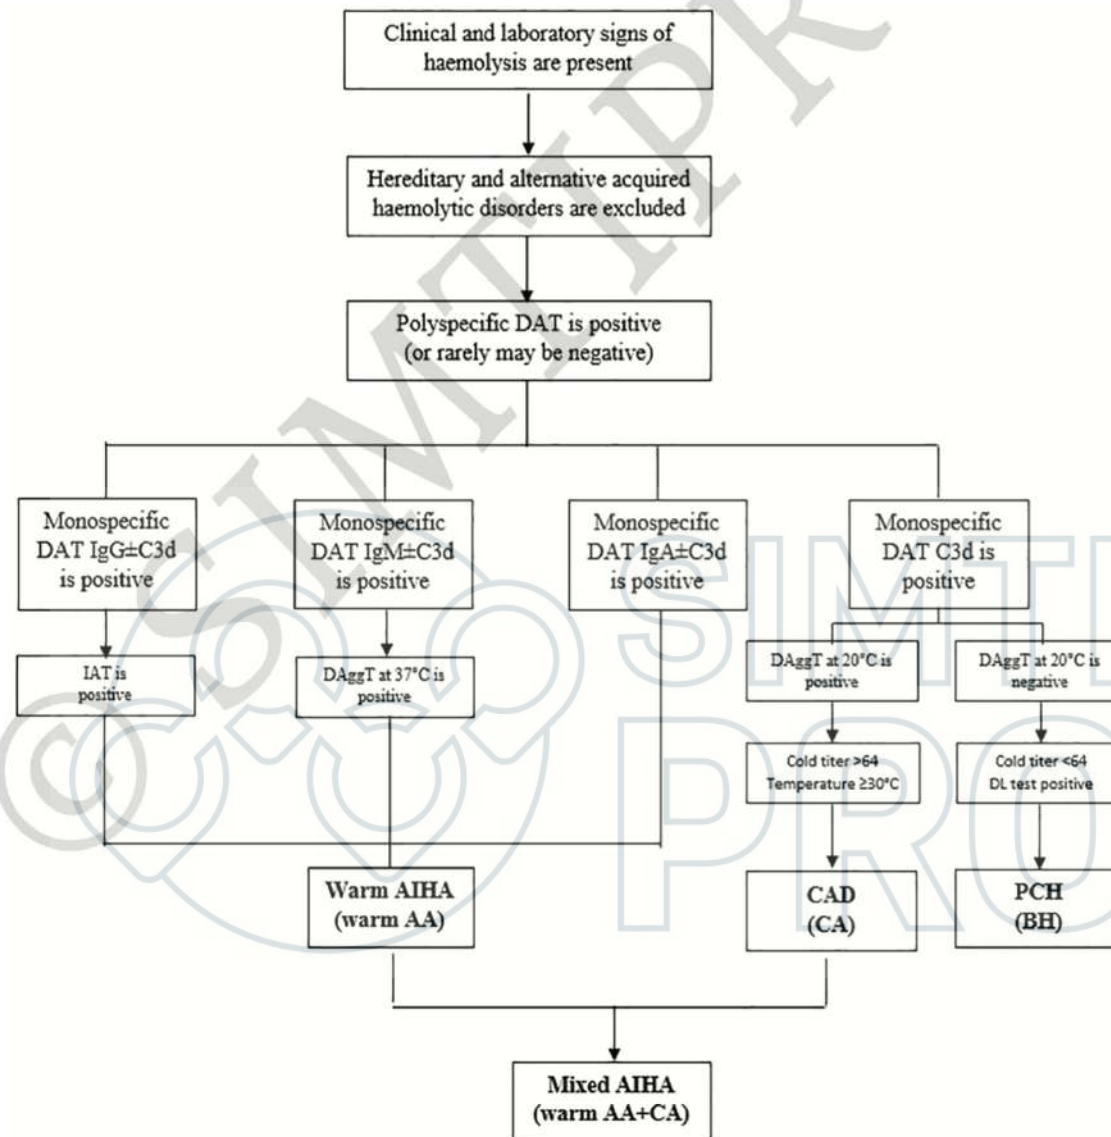 Clinical and laboratory signs of
haemolysis are present
Hereditary and alternative acquired
haemolytic disorders are excluded
Polyspecific DAT is positive
(or rarely may be negative)
Monospecific
DAT IgG±C3d
is positive
Monospecific
DAT IgM±C3d
is positive
Monospecific
DAT IgA±C3d
is positive
Monospecific
DAT C3d is
positive
IAT is
positive
DAggT at 37°C is
positive
DAggT at 20°C is
positive
DAggT at 20°C is
negative
Cold titer >64
Temperature ≥30°C
Cold titer <64
DL test positive
Warm AIHA
(warm AA)
CAD
(CA)
PCH
(BH)
Mixed AIHA
(warm AA+CA)
© SIMTIPR
SIMTI
PRO